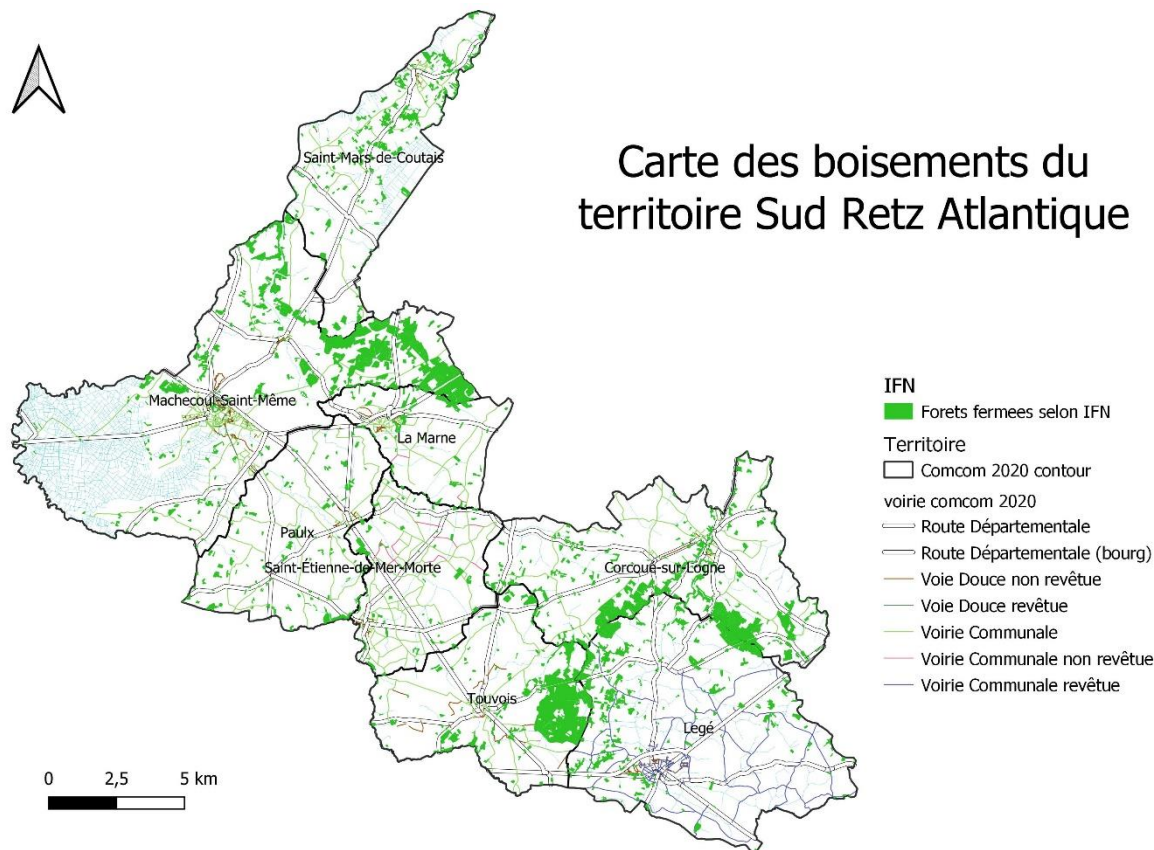 Carte des boisements du
territoire Sud Retz Atlantique
Saint-Mars-de-Coutais
Machecoul-Saint-Même
La Marne
Paulx
Saint-Étienne-de-Mer-Morte
Corcoué-sur-Logne
Touvois
Legé
IFN
Forets fermees selon IFN
Territoire
Comcom 2020 contour
voirie comcom 2020
Route Départementale
Route Départementale (bourg)
Voie Douce non revêtue
Voie Douce revêtue
Voirie Communale
Voirie Communale non revêtue
Voirie Communale revêtue
0 2,5 5 km